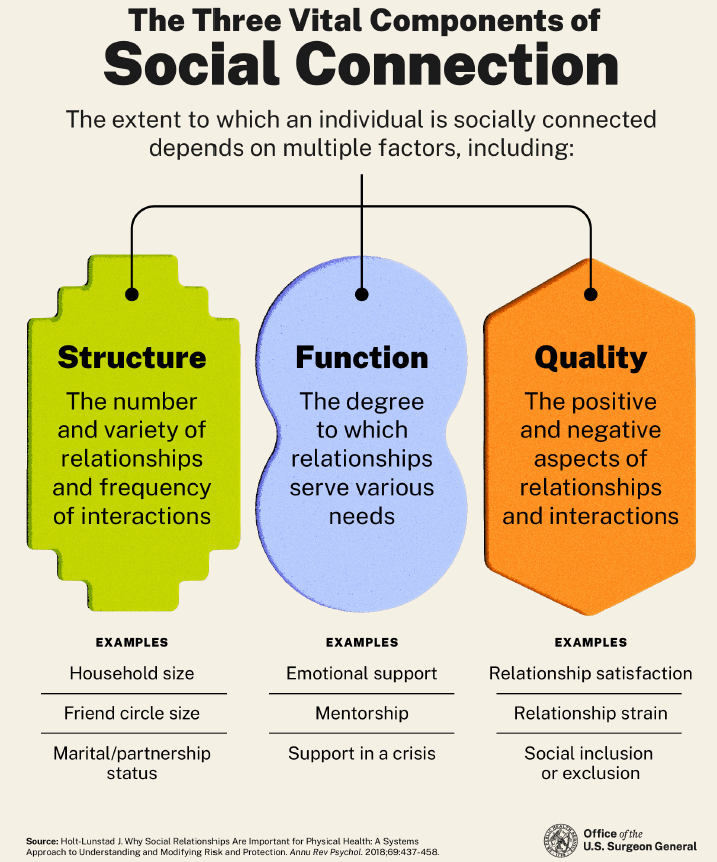 The Three Vital Components of
Social Connection
The extent to which an individual is socially connected
depends on multiple factors, including:
Structure
The number
and variety of
relationships
and frequency
of interactions
Function
The degree
to which
relationships
serve various
needs
Quality
The positive
and negative
aspects of
relationships
and interactions
EXAMPLES
Household size
Friend circle size
Marital/partnership
status
EXAMPLES
Emotional support
Mentorship
Support in a crisis
EXAMPLES
Relationship satisfaction
Relationship strain
Social inclusion
or exclusion
Source: Holt-Lunstad J. Why Social Relationships Are Important for Physical Health: A Systems
Approach to Understanding and Modifying Risk and Protection. Annu Rev Psychol. 2018;69:437-458.
Office of the
U.S. Surgeon General